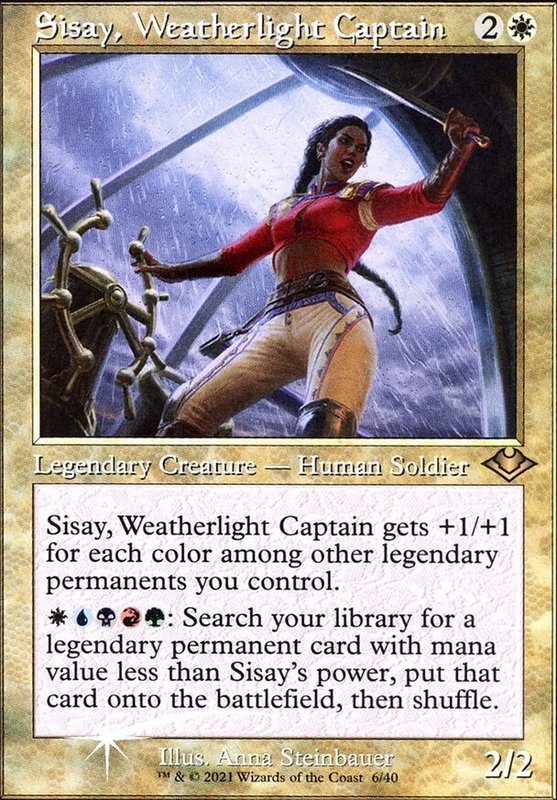 Sisay, Weatherlight Captain 2
Legendary Creature — Human Soldier
Sisay, Weatherlight Captain gets +1/+1
for each color among other legendary
permanents you control.
: Search your library for a
legendary permanent card with mana
value less than Sisay's power, put that
card onto the battlefield, then shuffle.
Illus. Anna Steinbauer
™ & © 2021 Wizards of the Coast 6/40
2/2